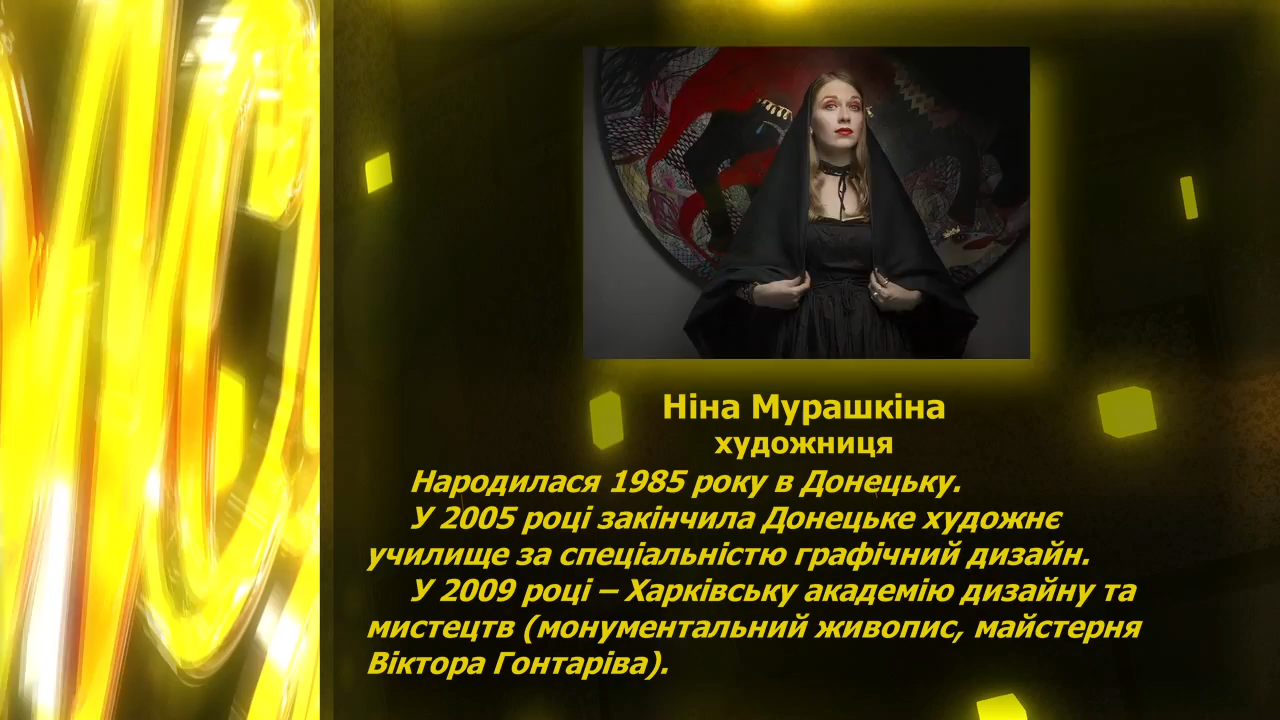 Ніна Мурашкіна
художниця
Народилася 1985 року в Донецьку.
У 2005 році закінчила Донецьке художнє
училище за спеціальністю графічний дизайн.
У 2009 році – Харківську академію дизайну та
мистецтв (монументальний живопис, майстерня
Віктора Гонтаріва).